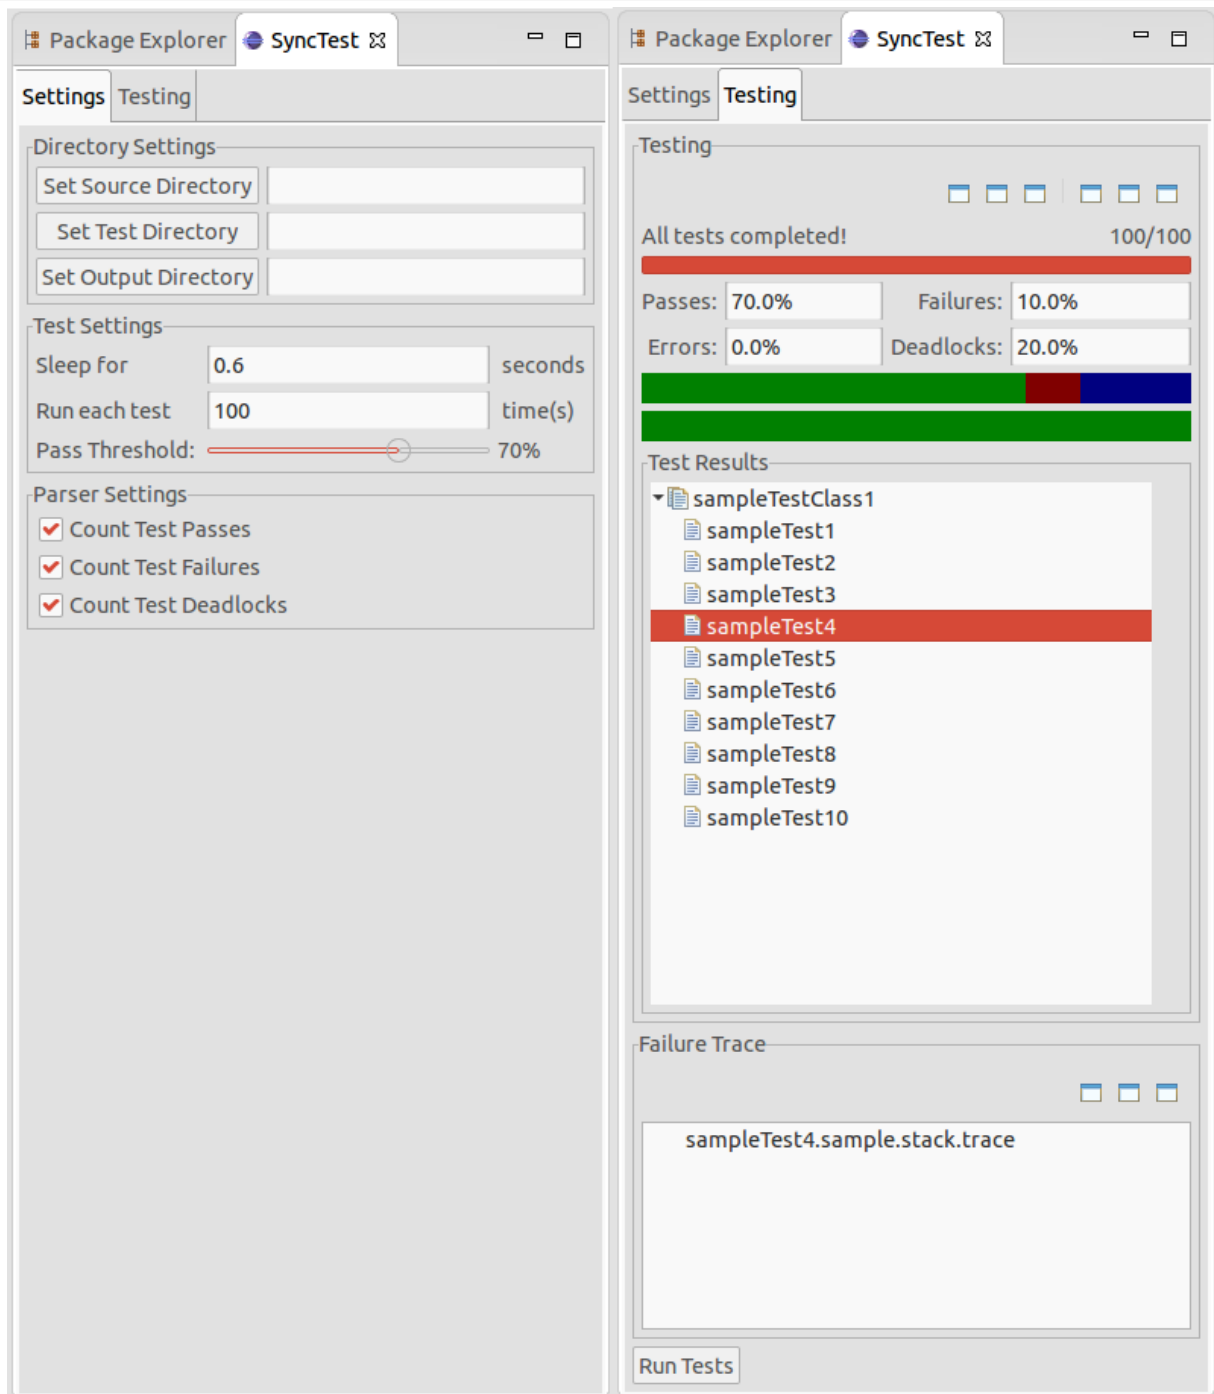 Package Explorer SyncTest
Settings Testing
Directory Settings
Set Source Directory
Set Test Directory
Set Output Directory
Test Settings
Sleep for 0.6 seconds
Run each test 100 time(s)
Pass Threshold: 70%
Parser Settings
Count Test Passes
Count Test Failures
Count Test Deadlocks
Package Explorer SyncTest
Settings Testing
Testing
All tests completed! 100/100
Passes: 70.0% Failures: 10.0%
Errors: 0.0% Deadlocks: 20.0%
Test Results
sampleTestClass1
sampleTest1
sampleTest2
sampleTest3
sampleTest4
sampleTest5
sampleTest6
sampleTest7
sampleTest8
sampleTest9
sampleTest10
Failure Trace
sampleTest4.sample.stack.trace
Run Tests